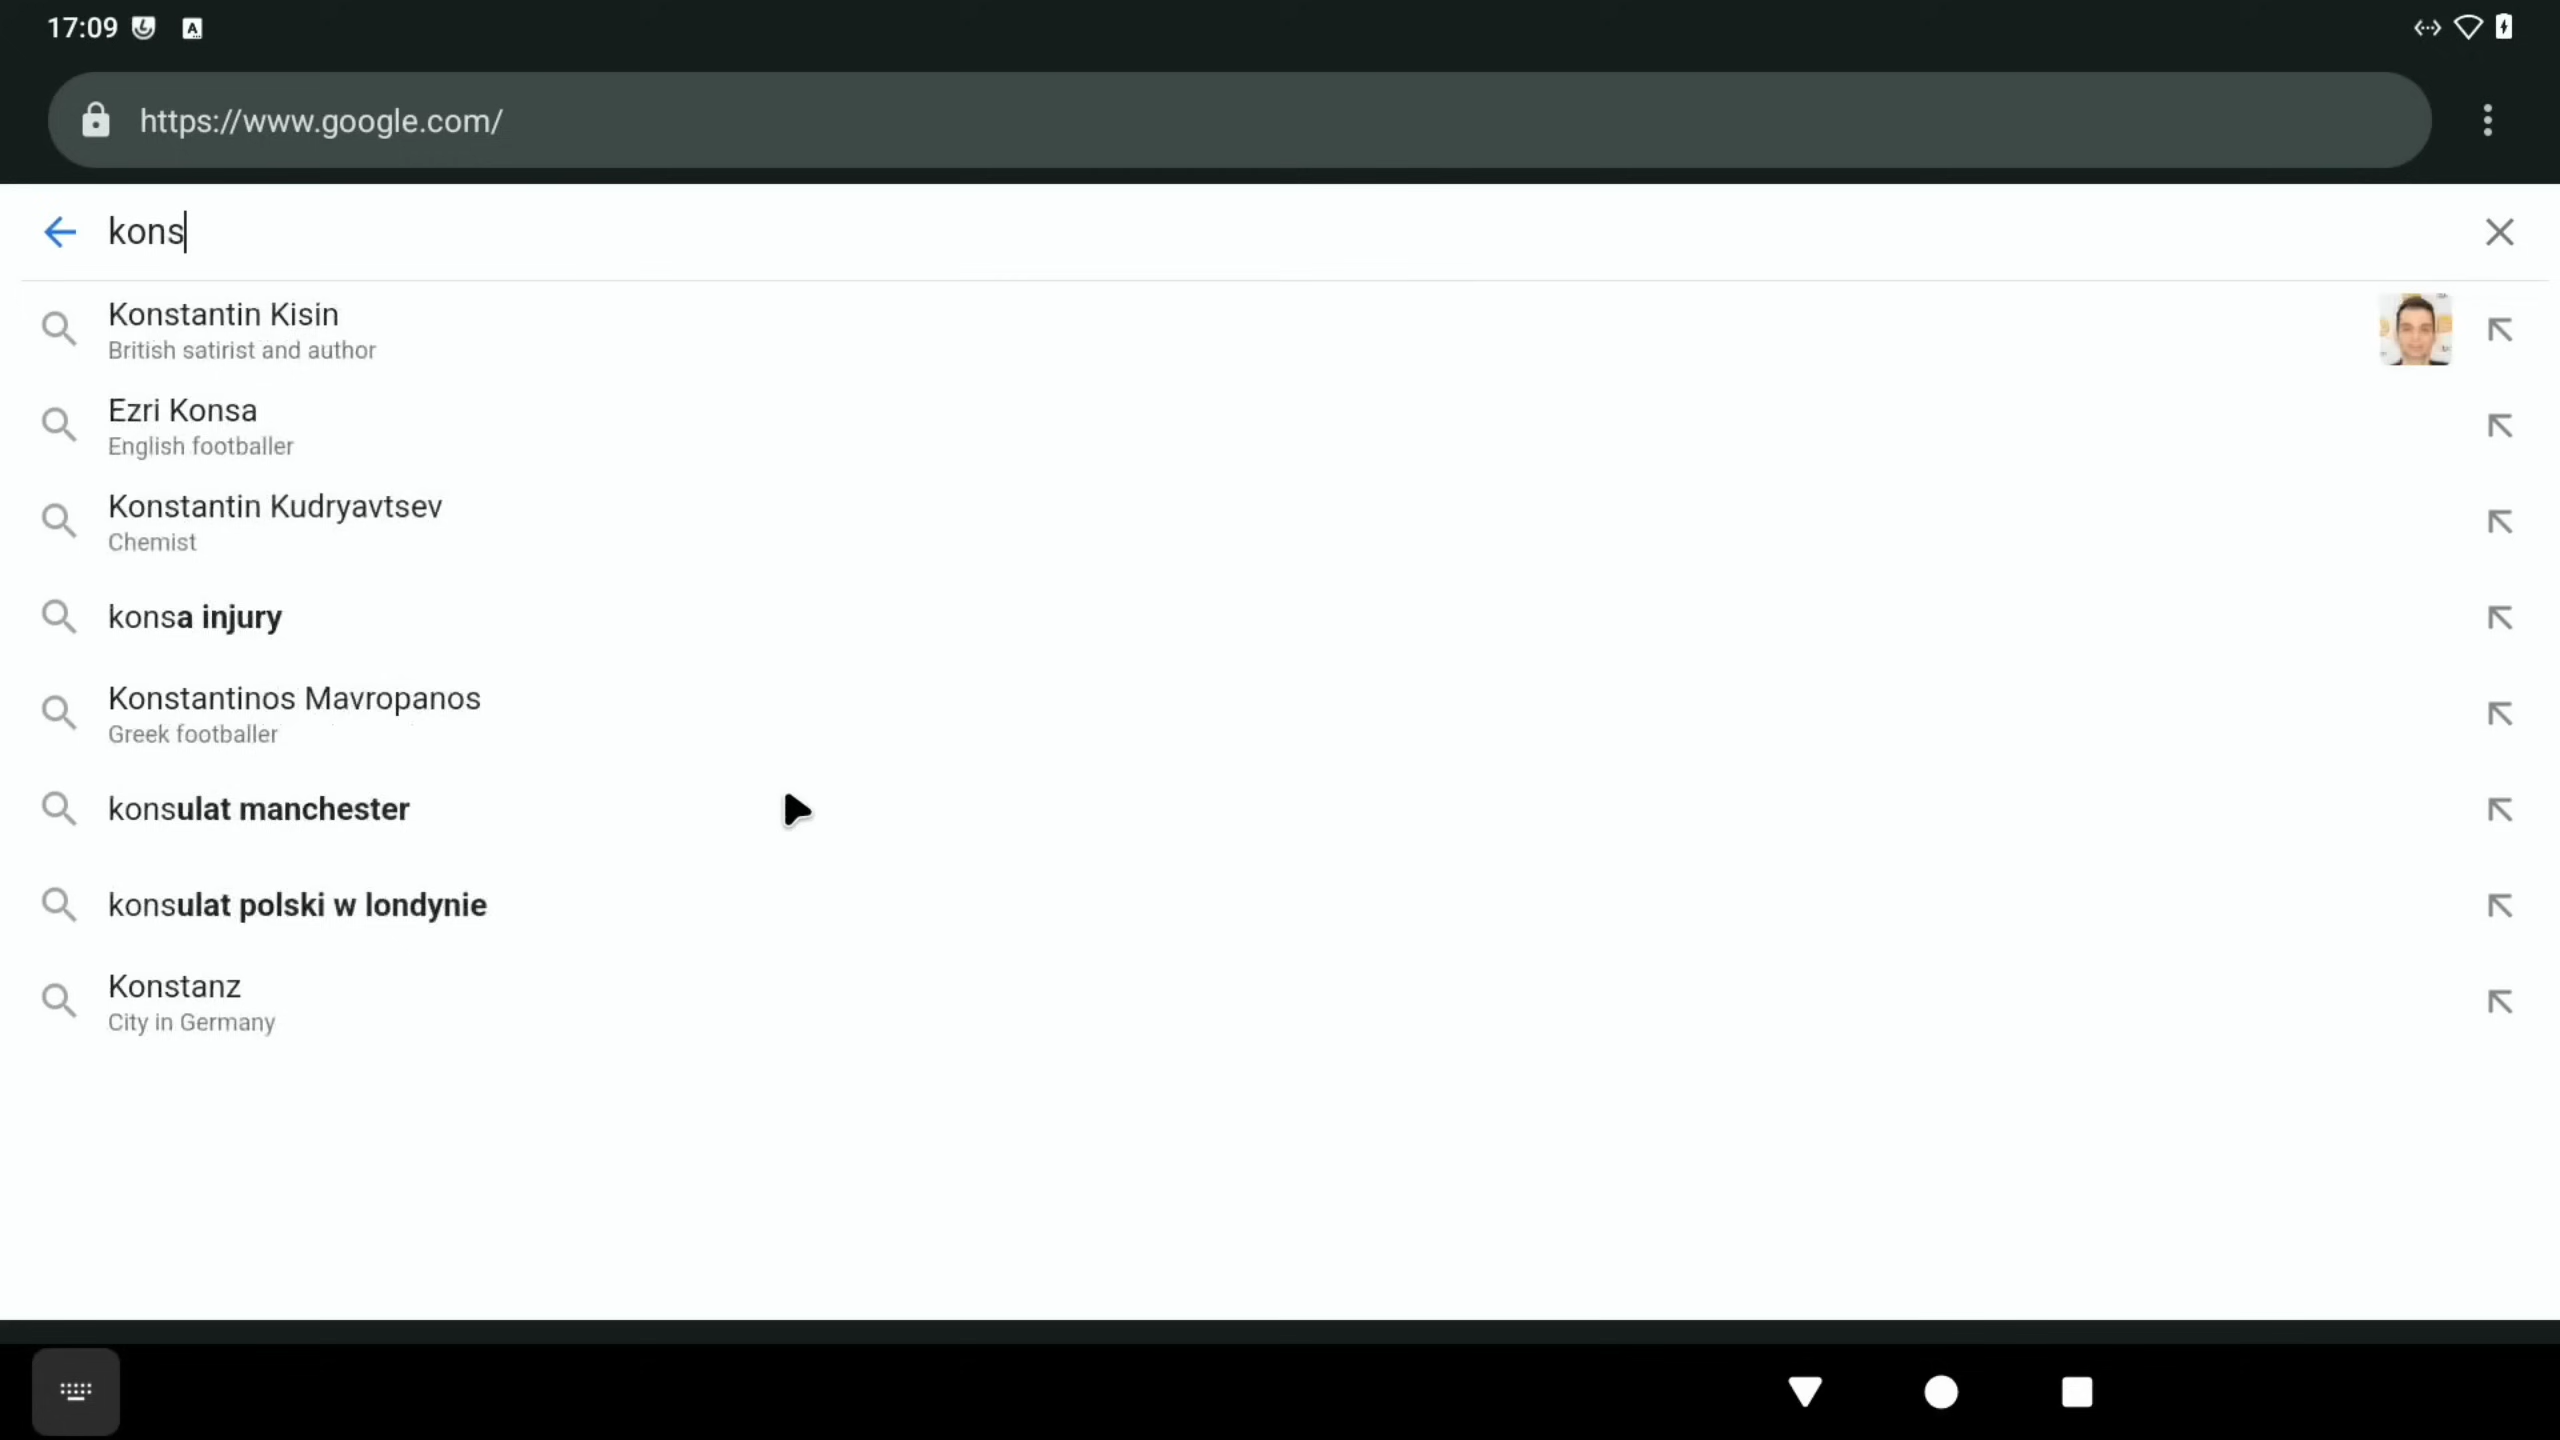 17:09
https://www.google.com/
kons
Konstantin Kisin
British satirist and author
Ezri Konsa
English footballer
Konstantin Kudryavtsev
Chemist
konsa injury
Konstantinos Mavropanos
Greek footballer
konsulat manchester
konsulat polski w londynie
Konstanz
City in Germany